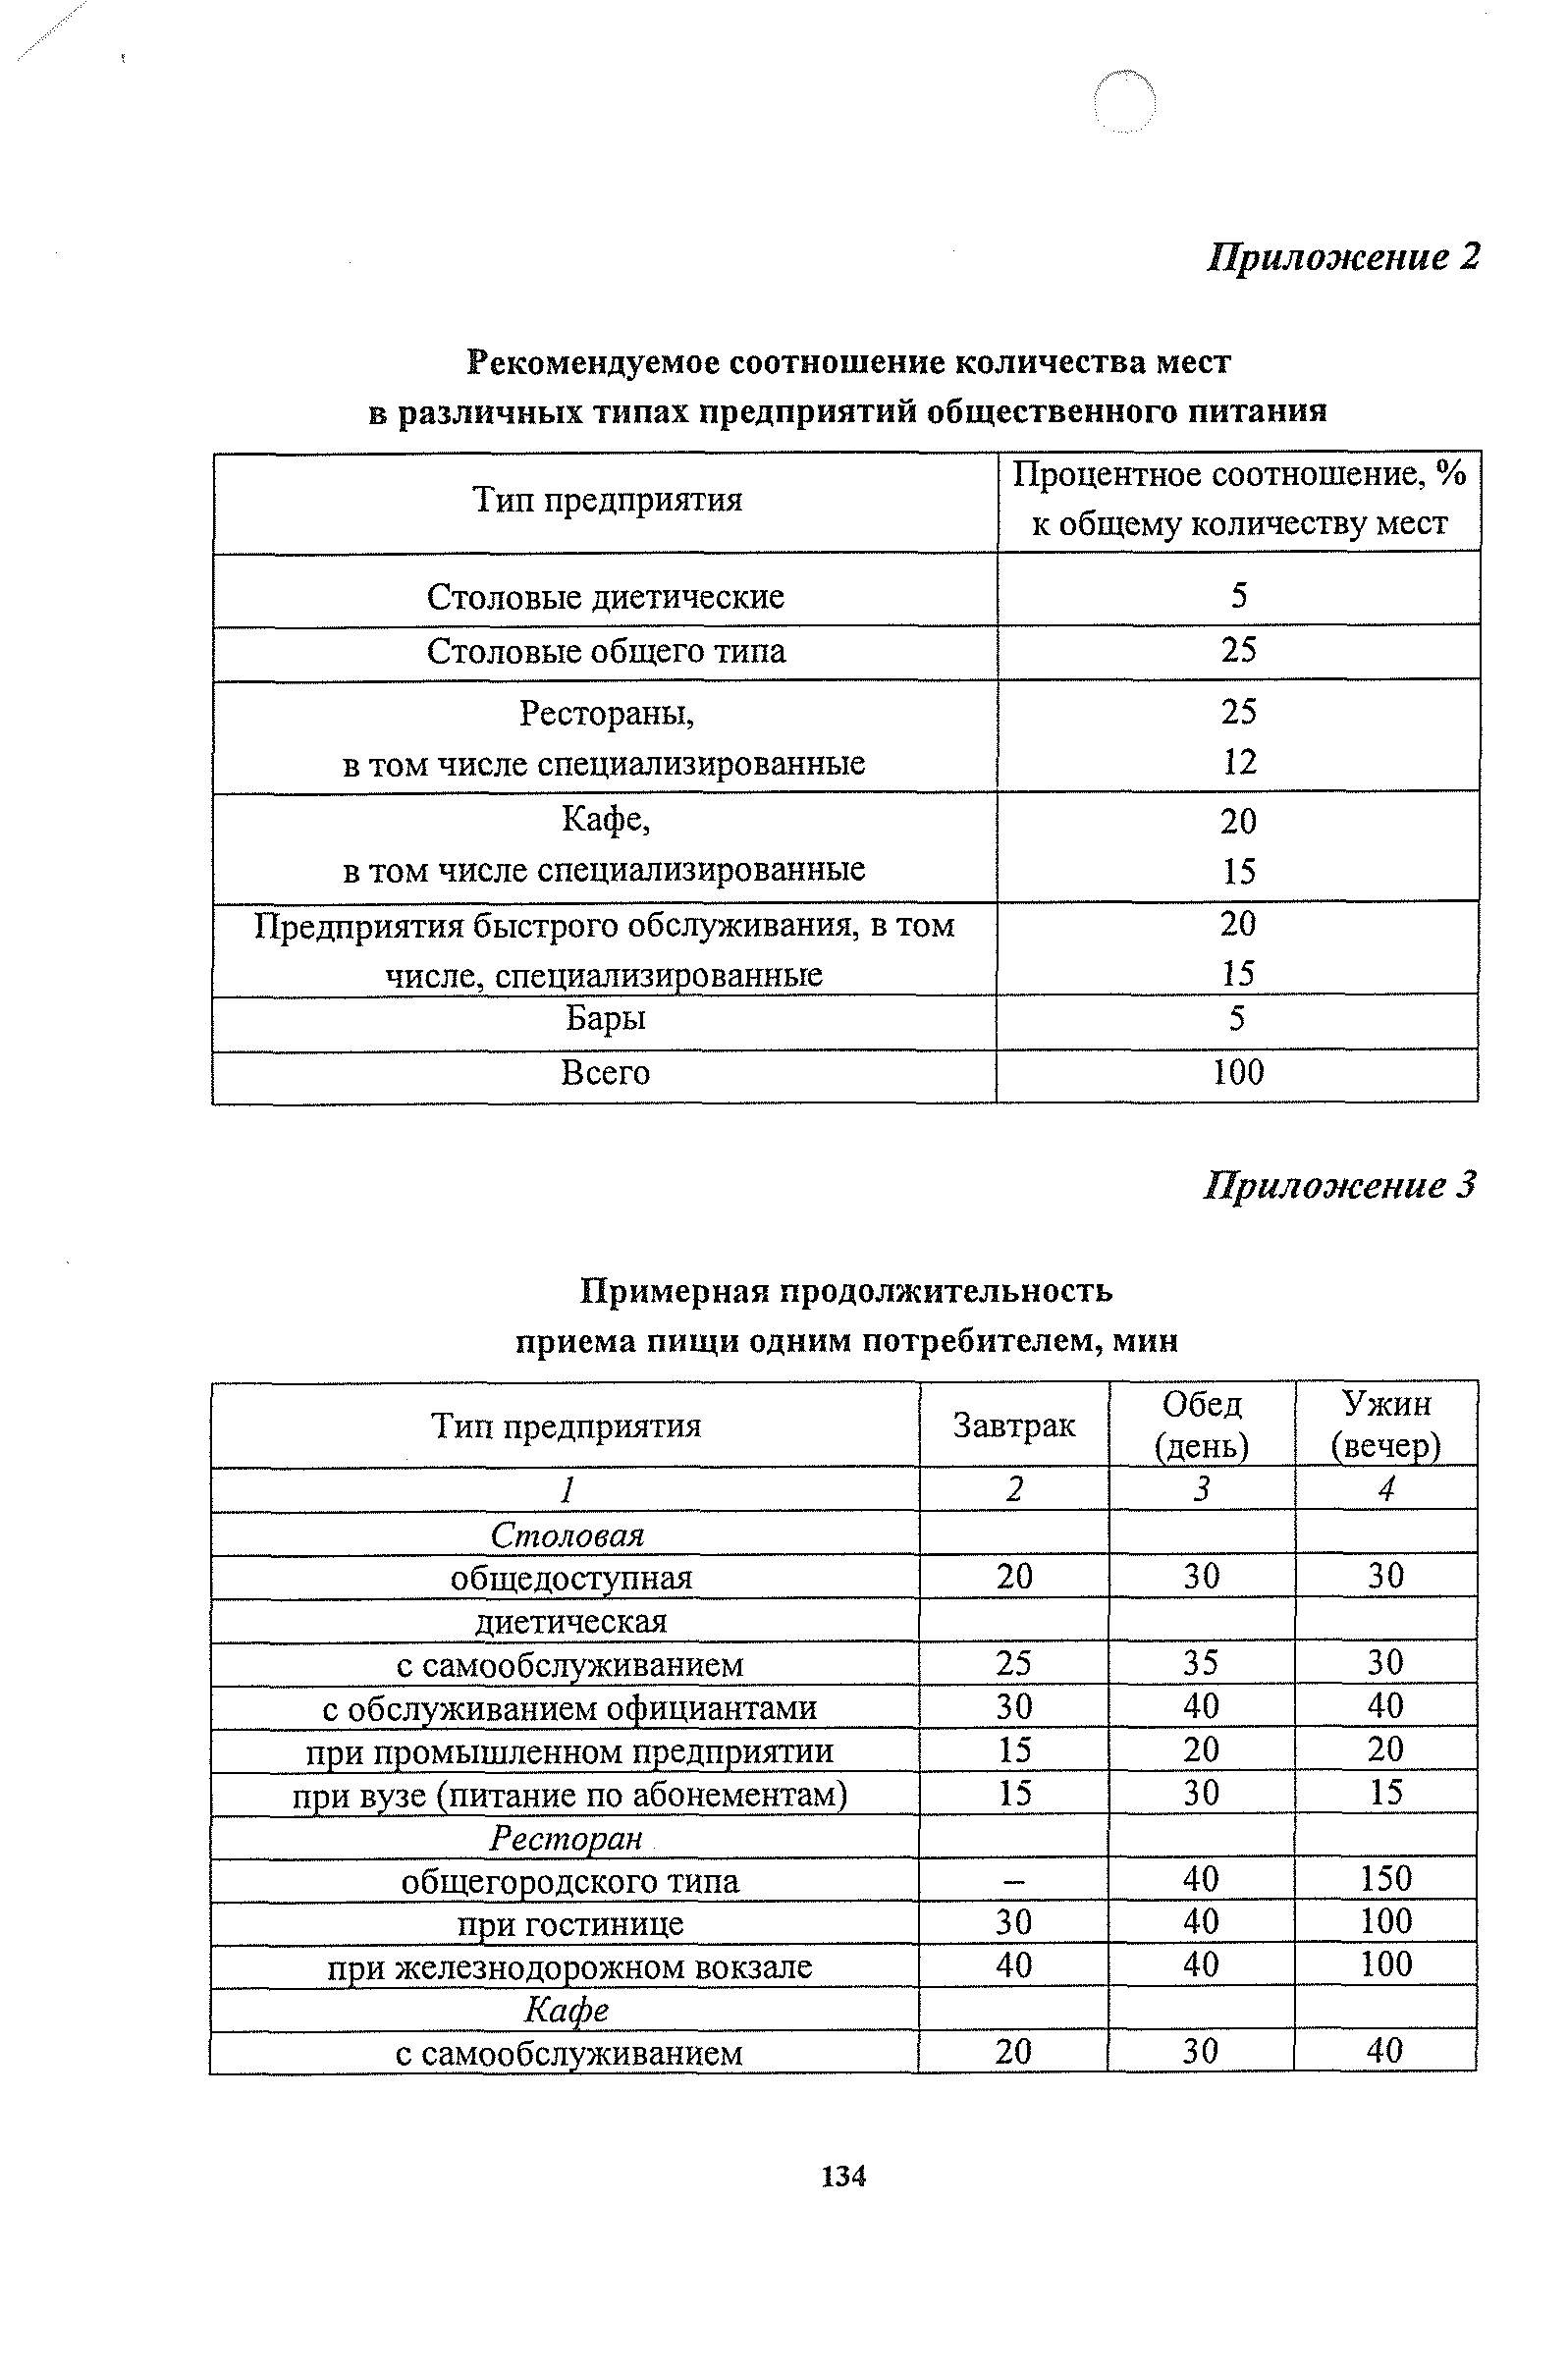 Приложение 2
Рекомендуемое соотношение количества мест
в различных типах предприятий общественного питания
Тип предприятия
Процентное соотношение, %
к общему количеству мест
Столовые диетические 5
Столовые общего типа 25
Рестораны, 25
в том числе специализированные 12
Кафе, 20
в том числе специализированные 15
Предприятия быстрого обслуживания, в том 20
числе, специализированные 15
Бары 5
Всего 100
Приложение 3
Примерная продолжительность
приема пищи одним потребителем, мин
Тип предприятия Завтрак Обед (день) Ужин (вечер)
1 2 3 4
Столовая
общедоступная 20 30 30
диетическая
с самообслуживанием 25 35 30
с обслуживанием официантами 30 40 40
при промышленном предприятии 15 20 20
при вузе (питание по абонементам) 15 30 15
Ресторан
общегородского типа – 40 150
при гостинице 30 40 100
при железнодорожном вокзале 40 40 100
Кафе
с самообслуживанием 20 30 40
134